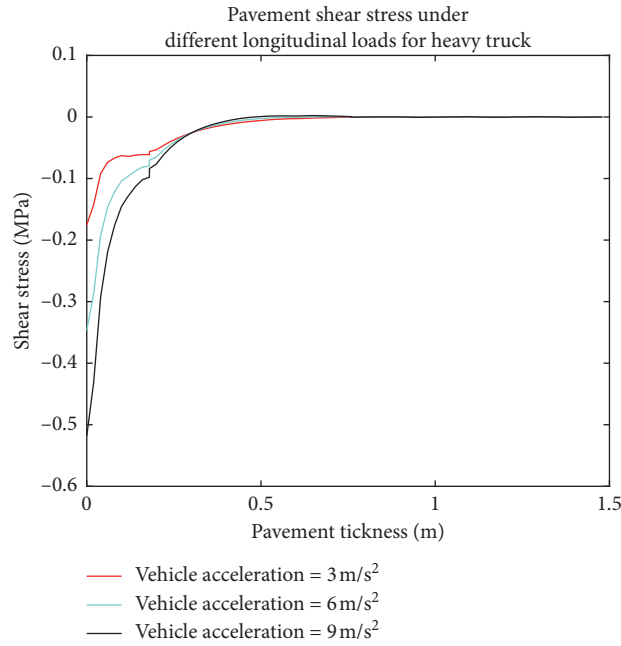 Pavement shear stress under
different longitudinal loads for heavy truck
0.1
0
–0.1
–0.2
–0.3
–0.4
–0.5
–0.6
Shear stress (MPa)
0
0.5
1
1.5
Pavement tickness (m)
Vehicle acceleration = 3 m/s²
Vehicle acceleration = 6 m/s²
Vehicle acceleration = 9 m/s²